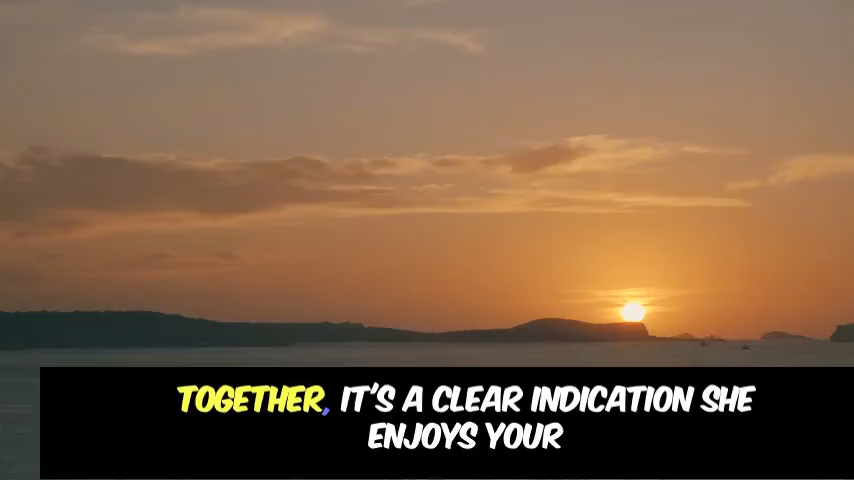 TOGETHER, IT'S A CLEAR INDICATION SHE
ENJOYS YOUR